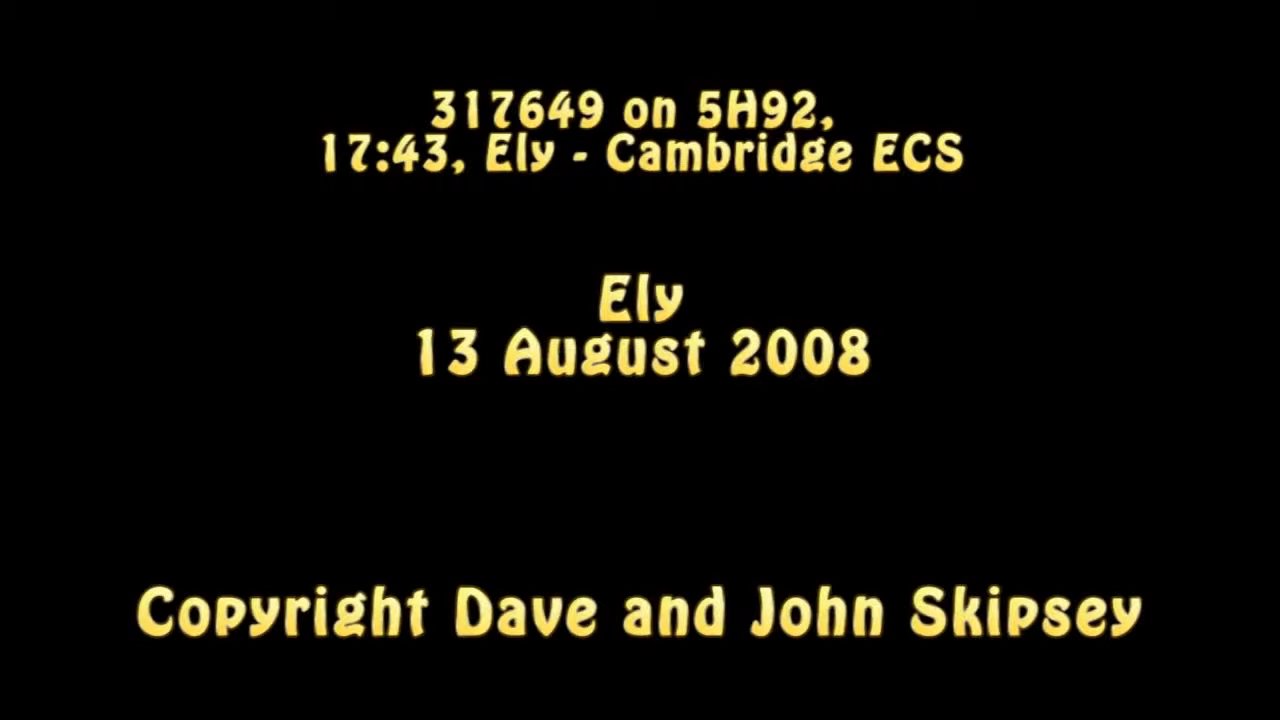 317649 on 5H92,
17:43, Ely - Cambridge ECS
Ely
13 August 2008
Copyright Dave and John Skipsey